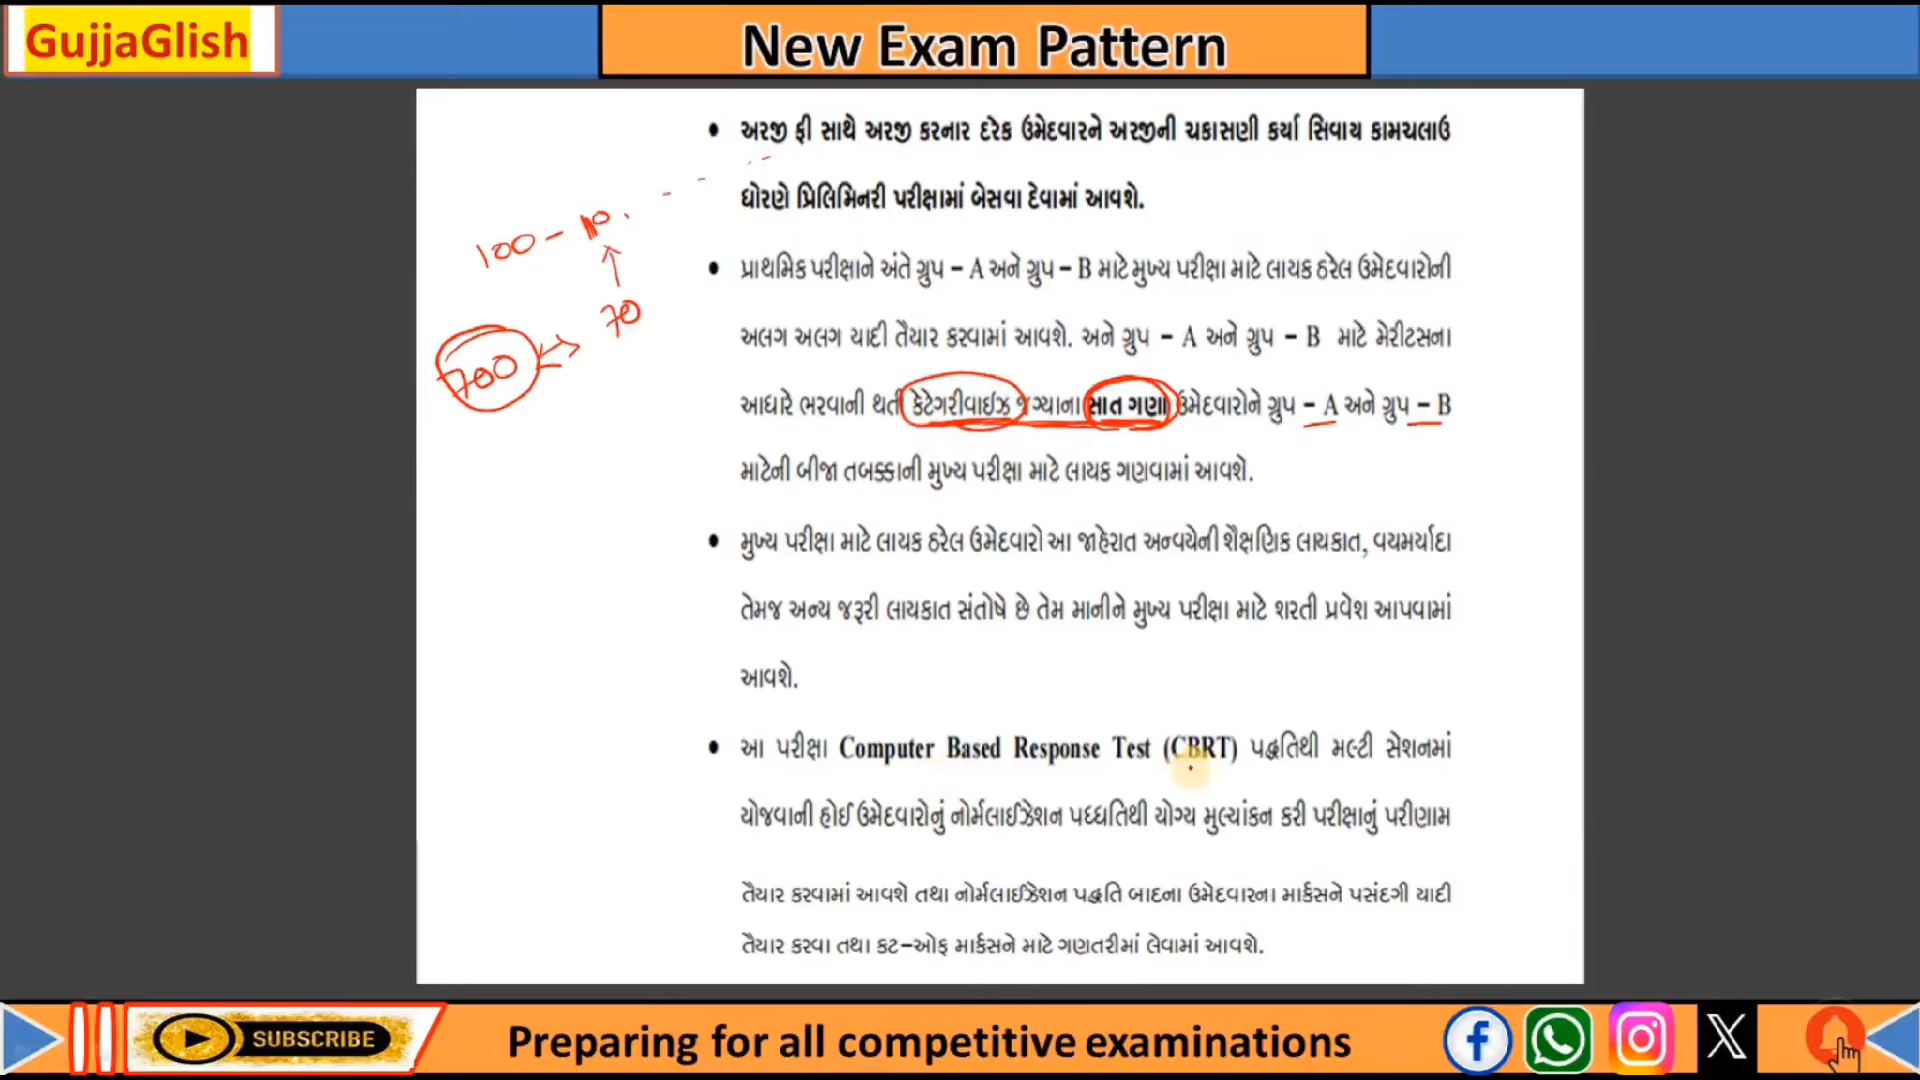 GujjaGlish
New Exam Pattern
• અરજી ફી સાથે અરજી કરનાર દરેક ઉમેદવારને અરજીની ચકાસણી કર્યા સિવાય કામચલાઉ
ધોરણે પ્રિલિમિનરી પરીક્ષામાં બેસવા દેવામાં આવશે.
100 - 10.
70
700
• પ્રાથમિક પરીક્ષાને અંતે ગ્રુપ – A અને ગ્રુપ – B માટે મુખ્ય પરીક્ષા માટે લાયક ઠરેલ ઉમેદવારોની
અલગ અલગ યાદી તૈયાર કરવામાં આવશે. અને ગ્રુપ – A અને ગ્રુપ – B માટે મેરીટસના
આધારે ભરવાની થતી કેટેગરીવાઈઝ જગ્યાના સાત ગણા ઉમેદવારોને ગ્રુપ – A અને ગ્રુપ – B
માટેની બીજા તબક્કાની મુખ્ય પરીક્ષા માટે લાયક ગણવામાં આવશે.
• મુખ્ય પરીક્ષા માટે લાયક ઠરેલ ઉમેદવારો આ જાહેરાત અન્વયેની શૈક્ષણિક લાયકાત, વયમર્યાદા
તેમજ અન્ય જરૂરી લાયકાત સંતોષે છે તેમ માનીને મુખ્ય પરીક્ષા માટે શરતી પ્રવેશ આપવામાં
આવશે.
• આ પરીક્ષા Computer Based Response Test (CBRT) પદ્ધતિથી મલ્ટી સેશનમાં
યોજવાની હોઈ ઉમેદવારોનું નોર્મલાઈઝેશન પધ્ધતિથી યોગ્ય મુલ્યાંકન કરી પરીક્ષાનું પરીણામ
તૈયાર કરવામાં આવશે તથા નોર્મલાઈઝેશન પદ્ધતિ બાદના ઉમેદવારના માર્કસને પસંદગી યાદી
તૈયાર કરવા તથા કટ-ઓફ માર્કસને માટે ગણતરીમાં લેવામાં આવશે.
SUBSCRIBE
Preparing for all competitive examinations